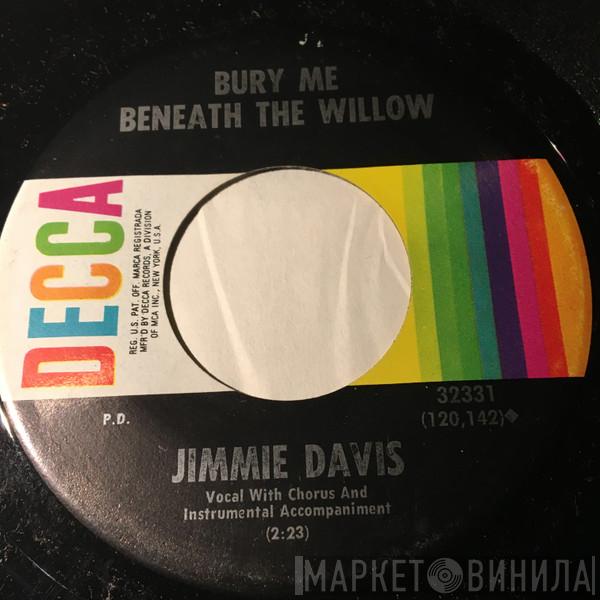 BURY ME
BENEATH THE WILLOW
DECCA
REG. U.S. PAT. OFF. MARCA REGISTRADA
MFR'D BY DECCA RECORDS, A DIVISION
OF MCA INC., NEW YORK, U.S.A.
32331
P.D.
(120,142)◆
JIMMIE DAVIS
Vocal With Chorus And
Instrumental Accompaniment
(2:23)
МАРКЕТ ВИНИЛА